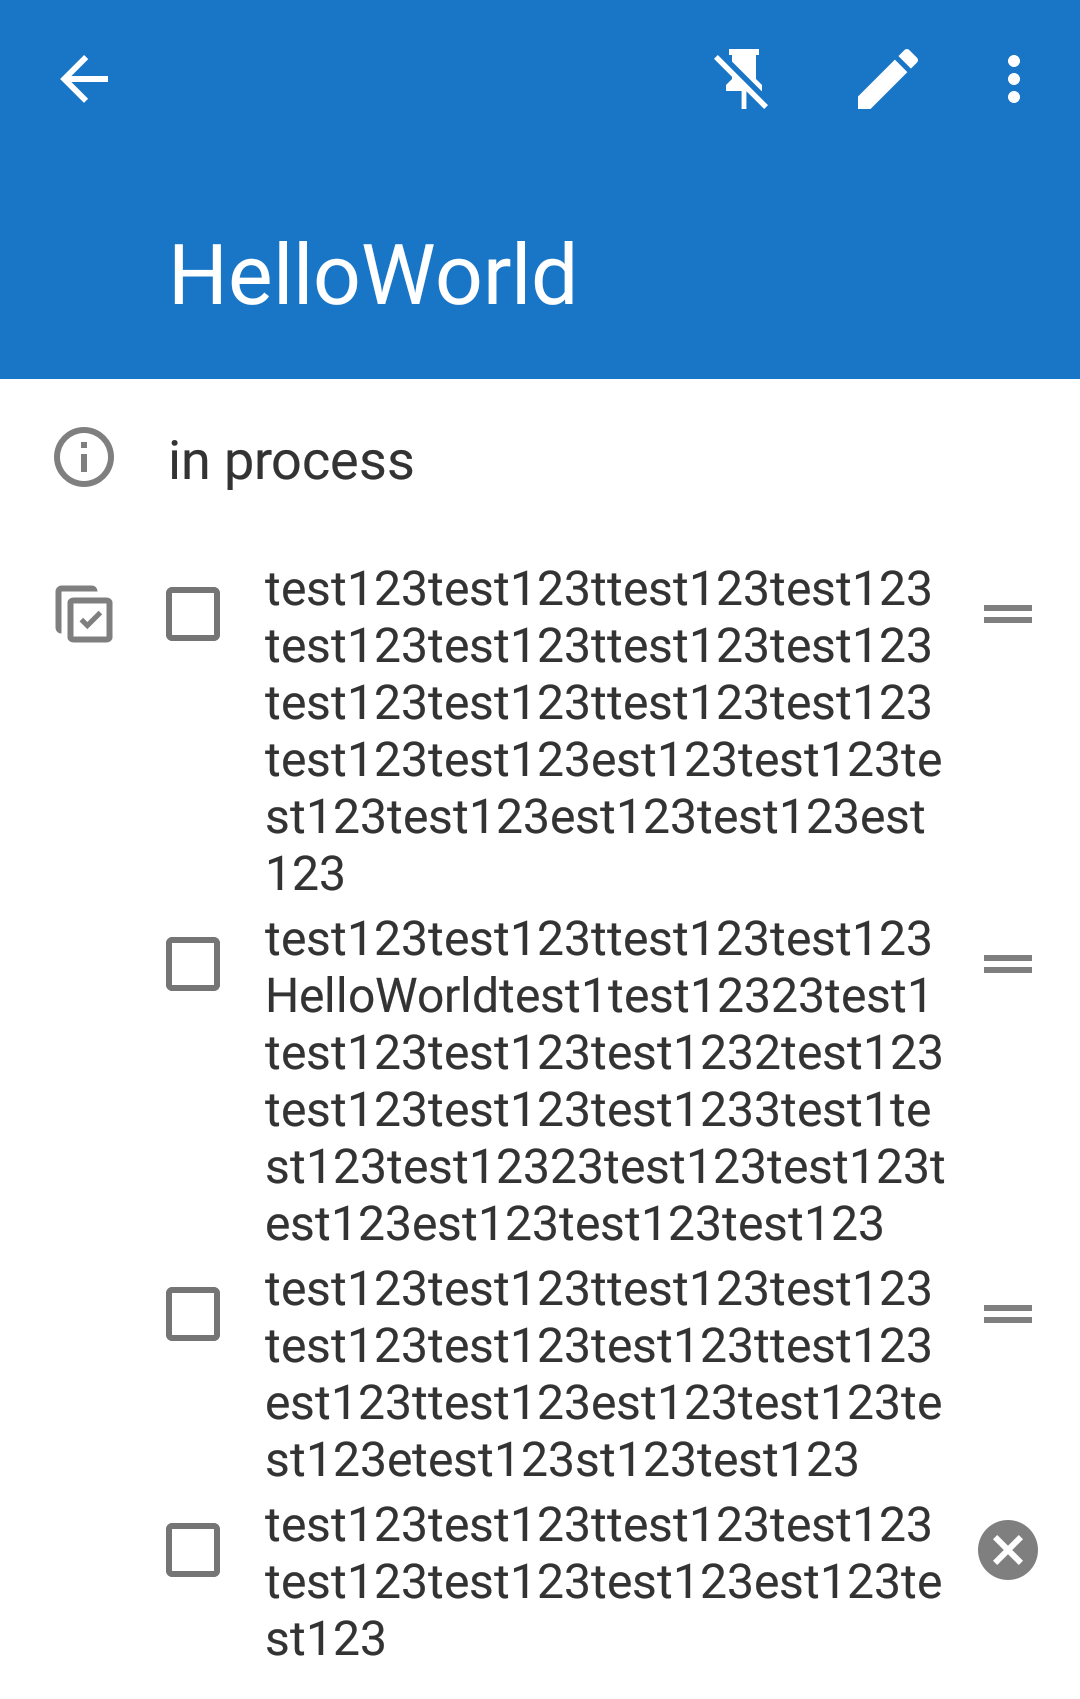 HelloWorld
in process
test123test123ttest123test123
test123test123ttest123test123
test123test123ttest123test123
test123test123est123test123te
st123test123est123test123est
123
test123test123ttest123test123
HelloWorldtest1test12323test1
test123test123test1232test123
test123test123test1233test1te
st123test12323test123test123t
est123est123test123test123
test123test123ttest123test123
test123test123test123ttest123
est123ttest123est123test123te
st123etest123st123test123
test123test123ttest123test123
test123test123test123est123te
st123